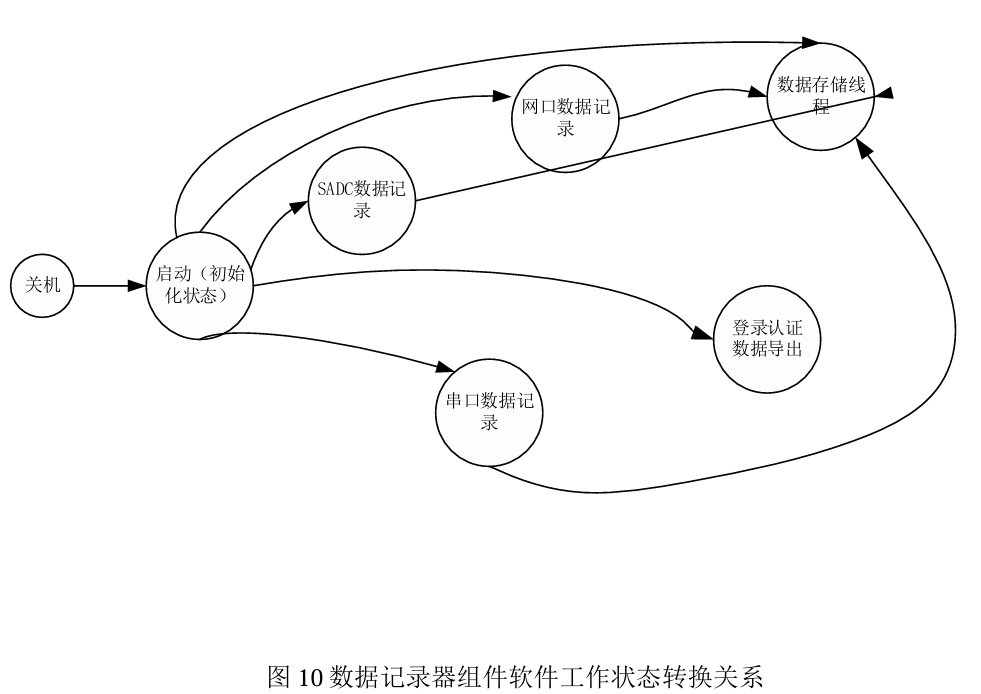 数据存储线
程
网口数据记
录
SADC数据记
录
关机
启动（初始
化状态）
登录认证
数据导出
串口数据记
录
图 10 数据记录器组件软件工作状态转换关系